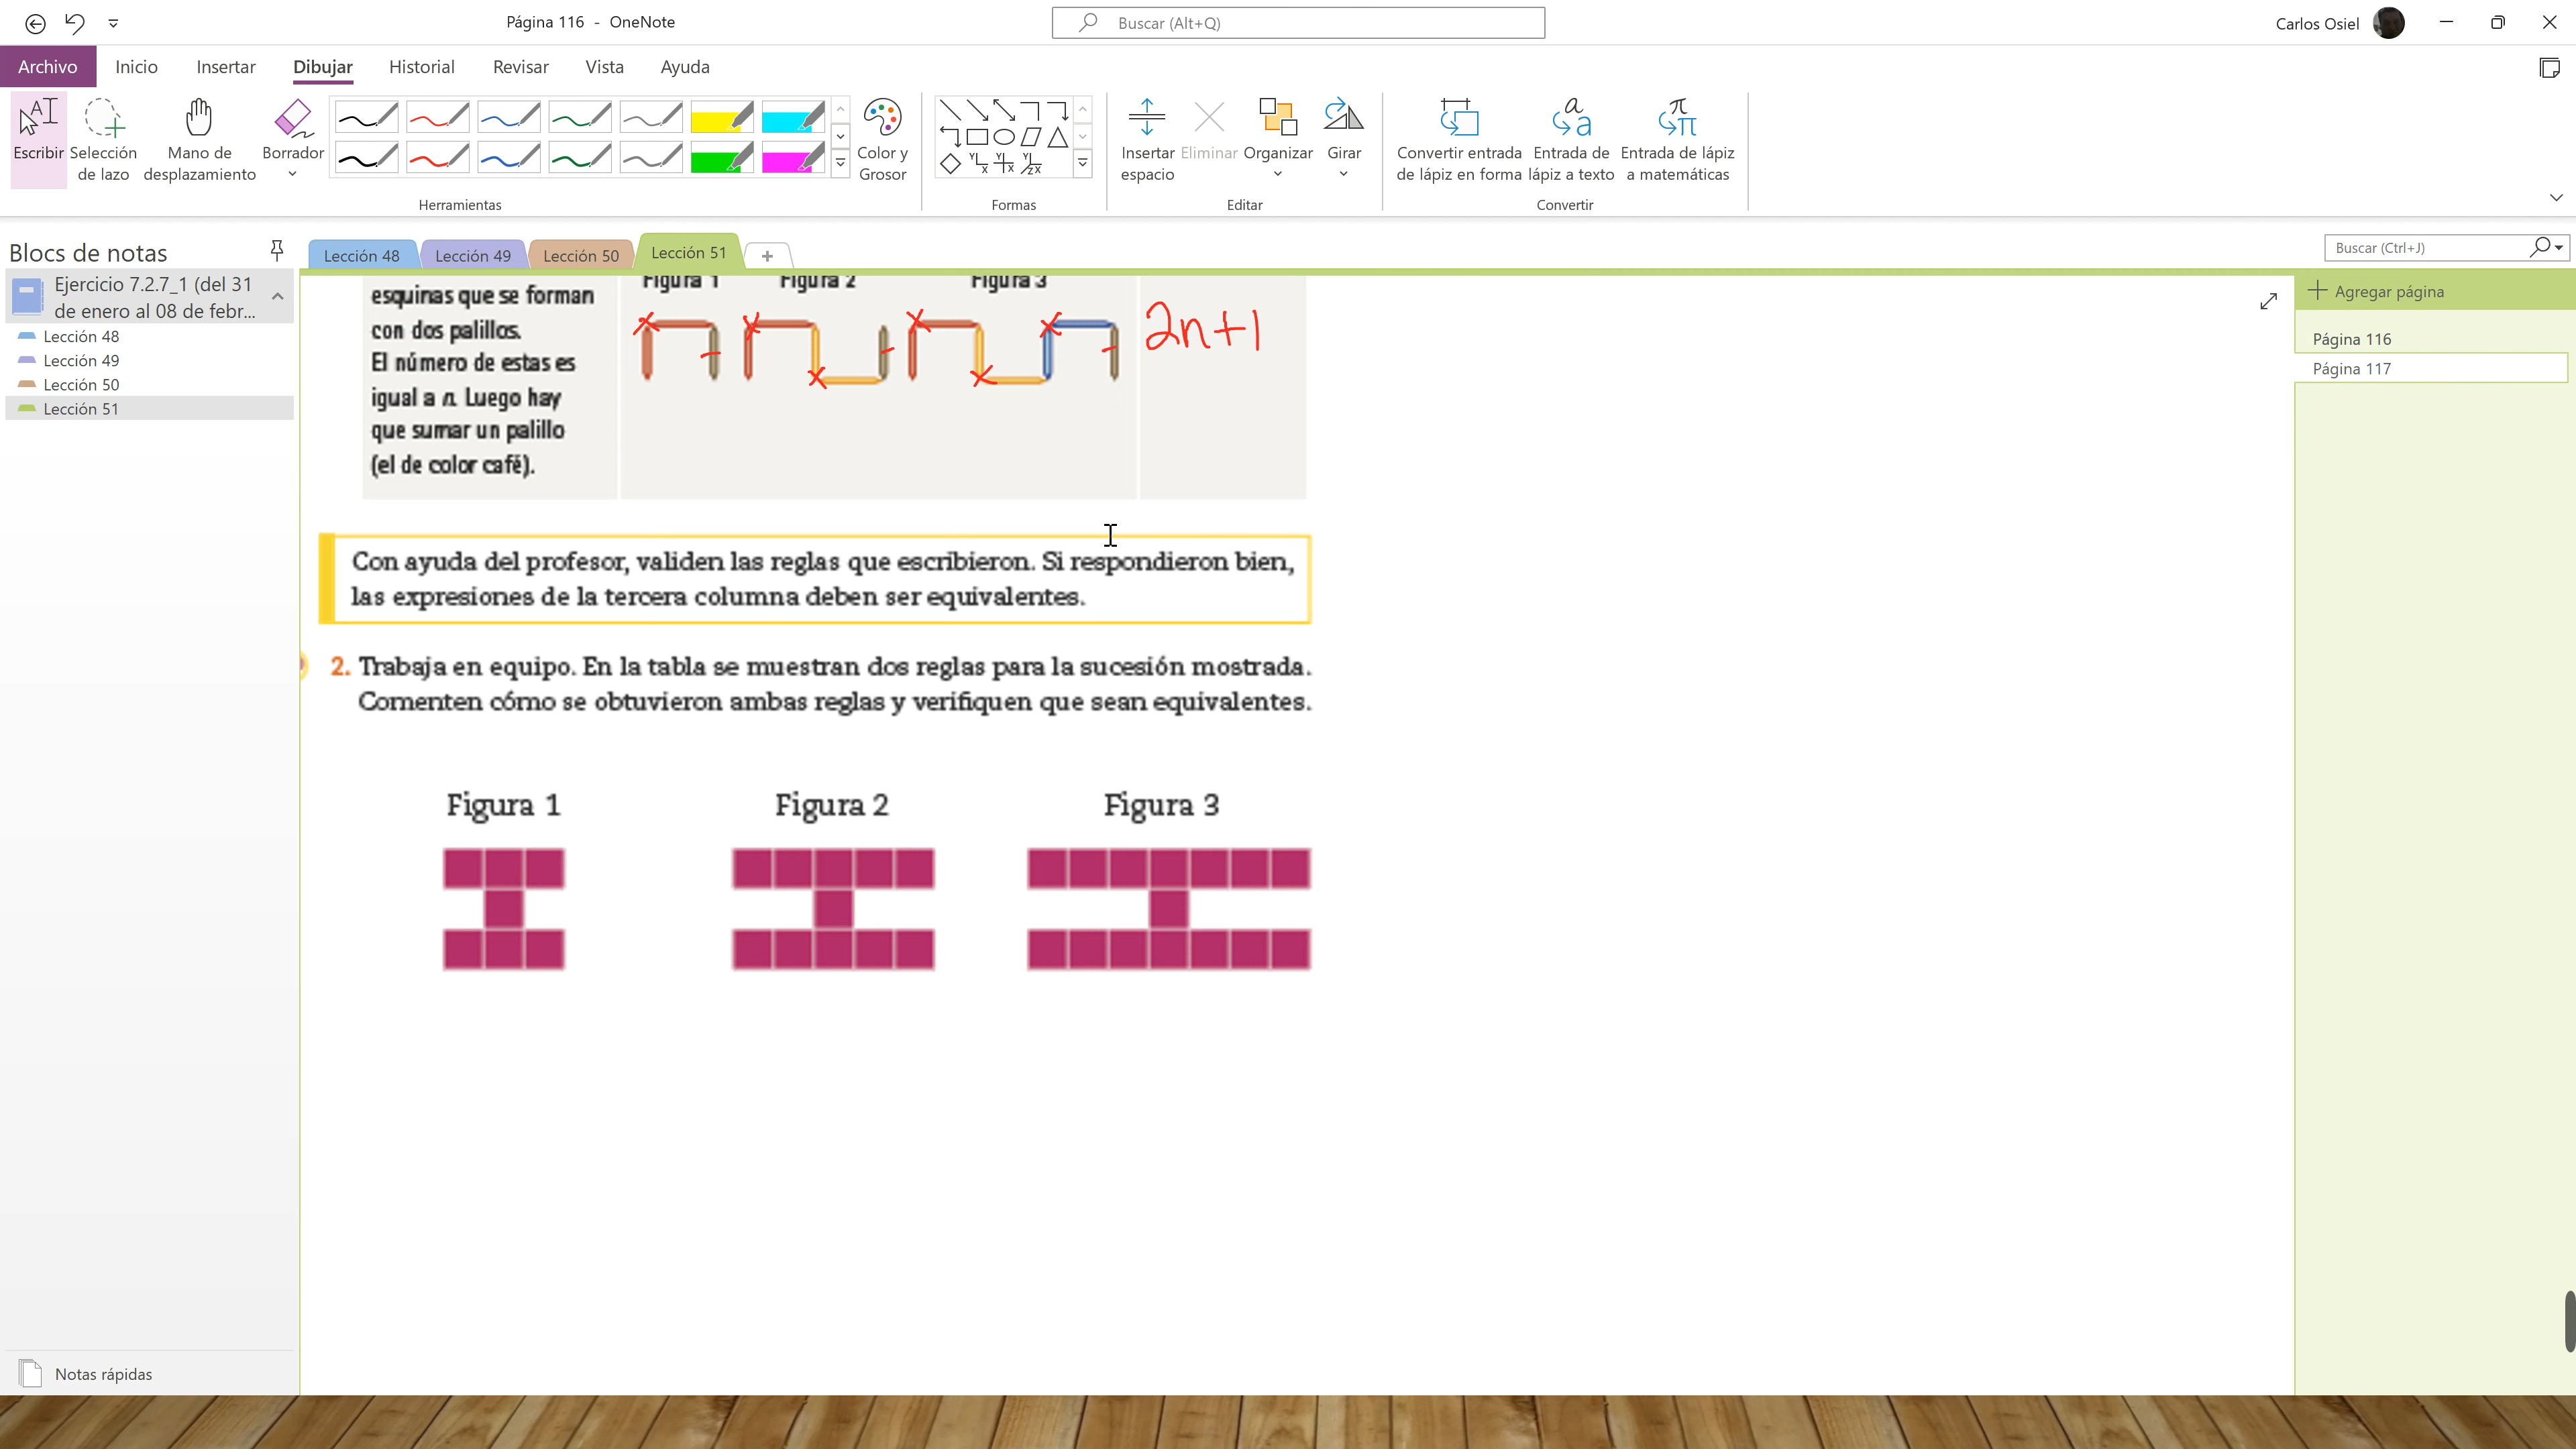 Página 116 - OneNote
Buscar (Alt+Q)
Carlos Osiel
Archivo
Inicio
Insertar
Dibujar
Historial
Revisar
Vista
Ayuda
Escribir
Selección
de lazo
Mano de
desplazamiento
Borrador
Color y
Grosor
Insertar
espacio
Eliminar
Organizar
Girar
Convertir entrada
de lápiz en forma
Entrada de
lápiz a texto
Entrada de lápiz
a matemáticas
Herramientas
Formas
Editar
Convertir
Blocs de notas
Ejercicio 7.2.7_1 (del 31
de enero al 08 de febr...
Lección 48
Lección 49
Lección 50
Lección 51
Notas rápidas
Lección 48
Lección 49
Lección 50
Lección 51
Buscar (Ctrl+J)
Agregar página
Página 116
Página 117
Figura 1
Figura 2
Figura 3
esquinas que se forman
con dos palillos.
El número de estas es
igual a n. Luego hay
que sumar un palillo
(el de color café).
2n+1
Con ayuda del profesor, validen las reglas que escribieron. Si respondieron bien,
las expresiones de la tercera columna deben ser equivalentes.
2. Trabaja en equipo. En la tabla se muestran dos reglas para la sucesión mostrada.
Comenten cómo se obtuvieron ambas reglas y verifiquen que sean equivalentes.
Figura 1
Figura 2
Figura 3